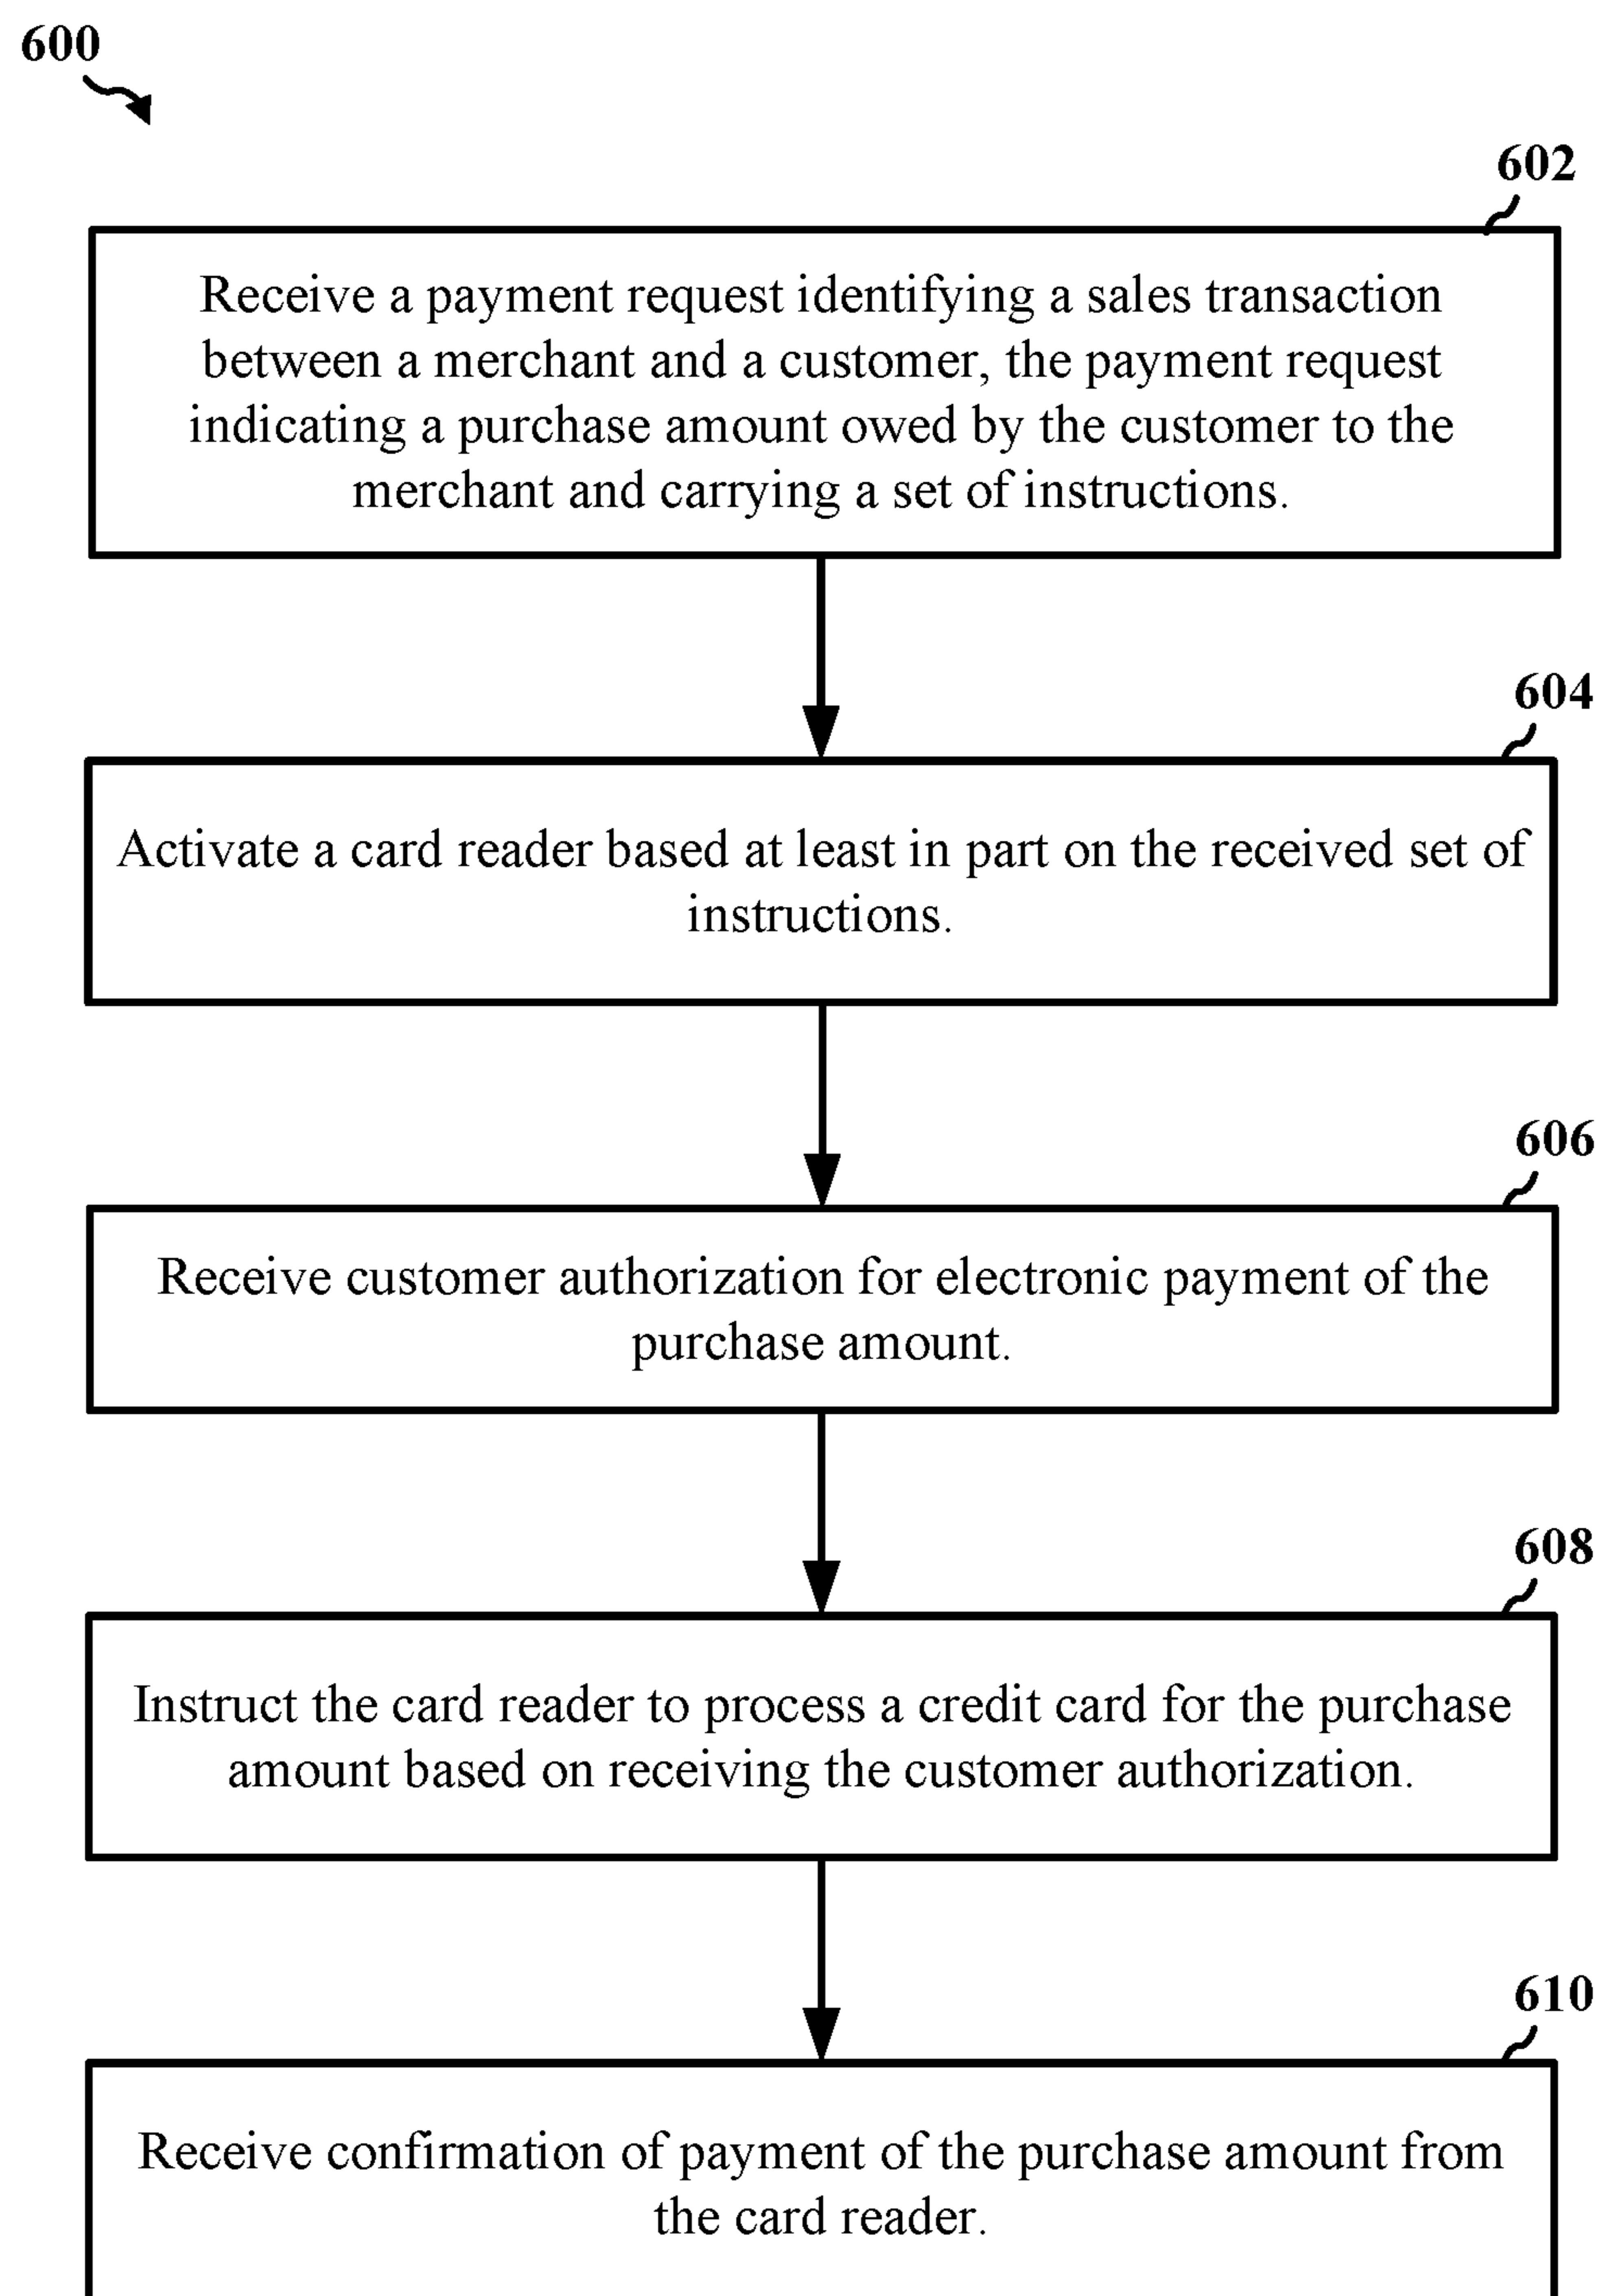 600
602
Receive a payment request identifying a sales transaction
between a merchant and a customer, the payment request
indicating a purchase amount owed by the customer to the
merchant and carrying a set of instructions.
604
Activate a card reader based at least in part on the received set of
instructions.
606
Receive customer authorization for electronic payment of the
purchase amount.
608
Instruct the card reader to process a credit card for the purchase
amount based on receiving the customer authorization.
610
Receive confirmation of payment of the purchase amount from
the card reader.